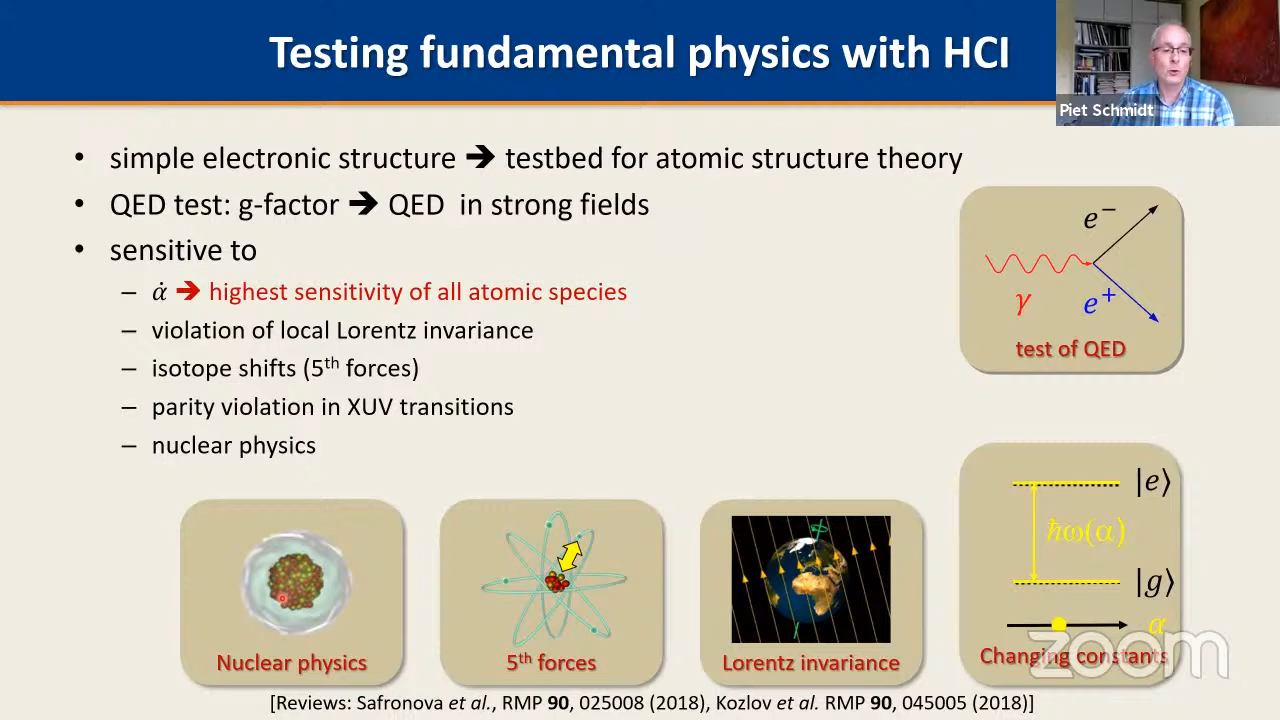 Testing fundamental physics with HCI
Piet Schmidt
• simple electronic structure ➔ testbed for atomic structure theory
• QED test: g-factor ➔ QED in strong fields
• sensitive to
– α̇ ➔ highest sensitivity of all atomic species
– violation of local Lorentz invariance
– isotope shifts (5th forces)
– parity violation in XUV transitions
– nuclear physics
e⁻
γ
e⁺
test of QED
|e⟩
ħω(α)
|g⟩
α
Changing constants
zoom
Nuclear physics
5th forces
Lorentz invariance
[Reviews: Safronova et al., RMP 90, 025008 (2018), Kozlov et al. RMP 90, 045005 (2018)]